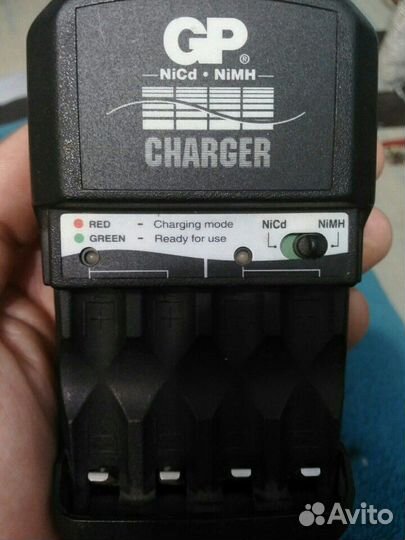 GP®
NiCd • NiMH
CHARGER
RED - Charging mode
GREEN - Ready for use
NiCd NiMH
+ +
Avito